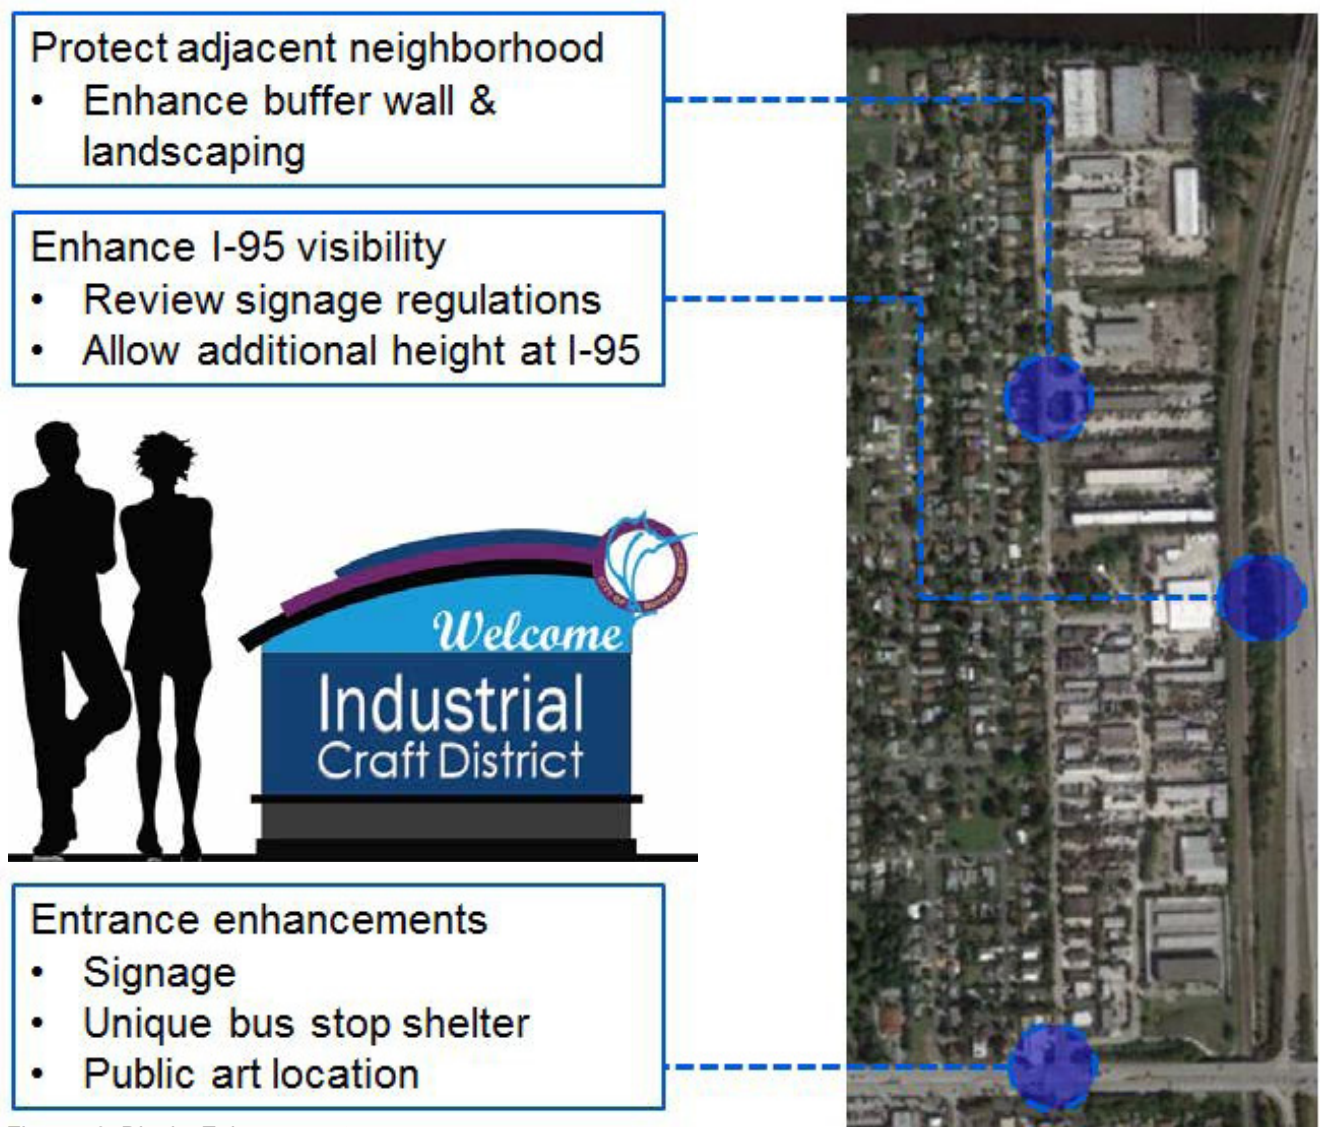 Protect adjacent neighborhood
• Enhance buffer wall &
landscaping
Enhance I-95 visibility
• Review signage regulations
• Allow additional height at I-95
Welcome
Industrial
Craft District
Entrance enhancements
• Signage
• Unique bus stop shelter
• Public art location